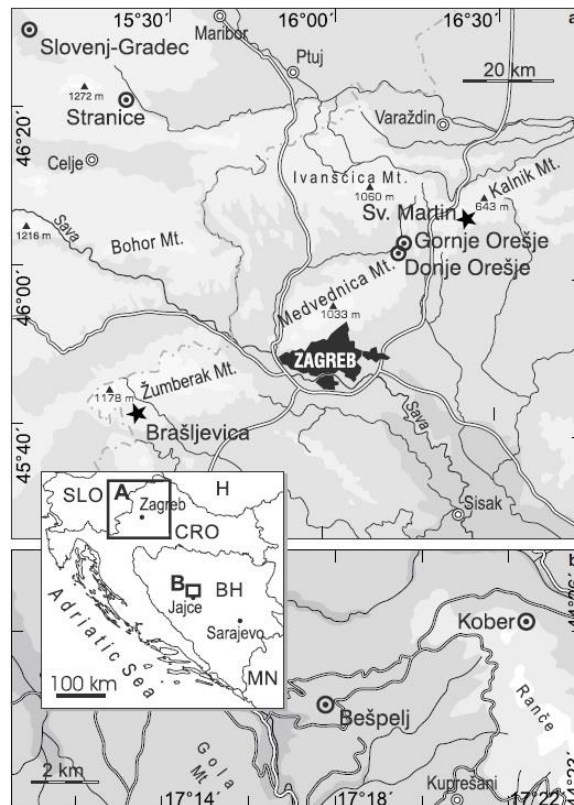 15°30'
16°00'
16°30'
a
Maribor
Slovenj-Gradec
Ptuj
20 km
1272 m
Stranice
46°20'
Varaždin
Celje
Ivanščica Mt.
1060 m
Kalnik Mt.
643 m
Sv. Martin
Sava
1216 m
Bohor Mt.
Gornje Orešje
Donje Orešje
Medvednica Mt.
46°00'
1033 m
ZAGREB
Žumberak Mt.
1178 m
Brašljevica
Sava
45°40'
Sisak
SLO
A
H
Zagreb
CRO
B
BH
Jajce
Sarajevo
Adriatic Sea
MN
100 km
Kober
Ranče
Bešpelj
Gola
Mt
2 km
Kuprešani
17°14'
17°18'
17°22'